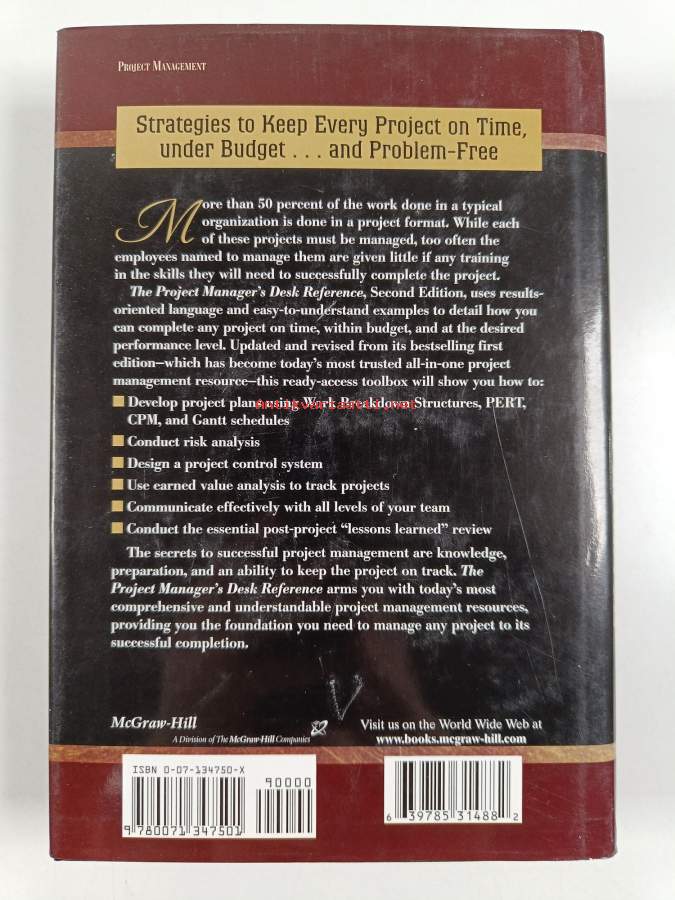 PROJECT MANAGEMENT
Strategies to Keep Every Project on Time,
under Budget . . . and Problem-Free
More than 50 percent of the work done in a typical
organization is done in a project format. While each
of these projects must be managed, too often the
employees named to manage them are given little if any training
in the skills they will need to successfully complete the project.
The Project Manager's Desk Reference, Second Edition, uses results-
oriented language and easy-to-understand examples to detail how you
can complete any project on time, within budget, and at the desired
performance level. Updated and revised from its bestselling first
edition—which has become today's most trusted all-in-one project
management resource—this ready-access toolbox will show you how to:
Develop project plans using Work Breakdown Structures, PERT,
CPM, and Gantt schedules
Antikvariaatti.net
Conduct risk analysis
Design a project control system
Use earned value analysis to track projects
Communicate effectively with all levels of your team
Conduct the essential post-project “lessons learned” review
The secrets to successful project management are knowledge,
preparation, and an ability to keep the project on track. The
Project Manager's Desk Reference arms you with today's most
comprehensive and understandable project management resources,
providing you the foundation you need to manage any project to its
successful completion.
McGraw-Hill
A Division of The McGraw-Hill Companies
Visit us on the World Wide Web at
www.books.mcgraw-hill.com
ISBN 0-07-134750-X
90000
9 780071 347501
6 39785 31488 2